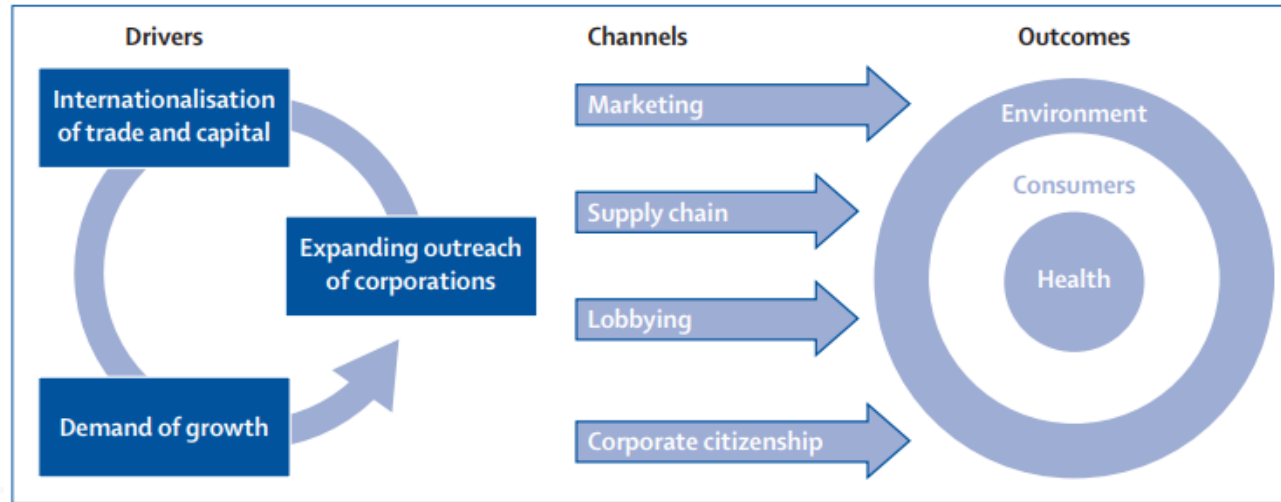 Drivers
Channels
Outcomes
Internationalisation
of trade and capital
Expanding outreach
of corporations
Demand of growth
Marketing
Supply chain
Lobbying
Corporate citizenship
Environment
Consumers
Health